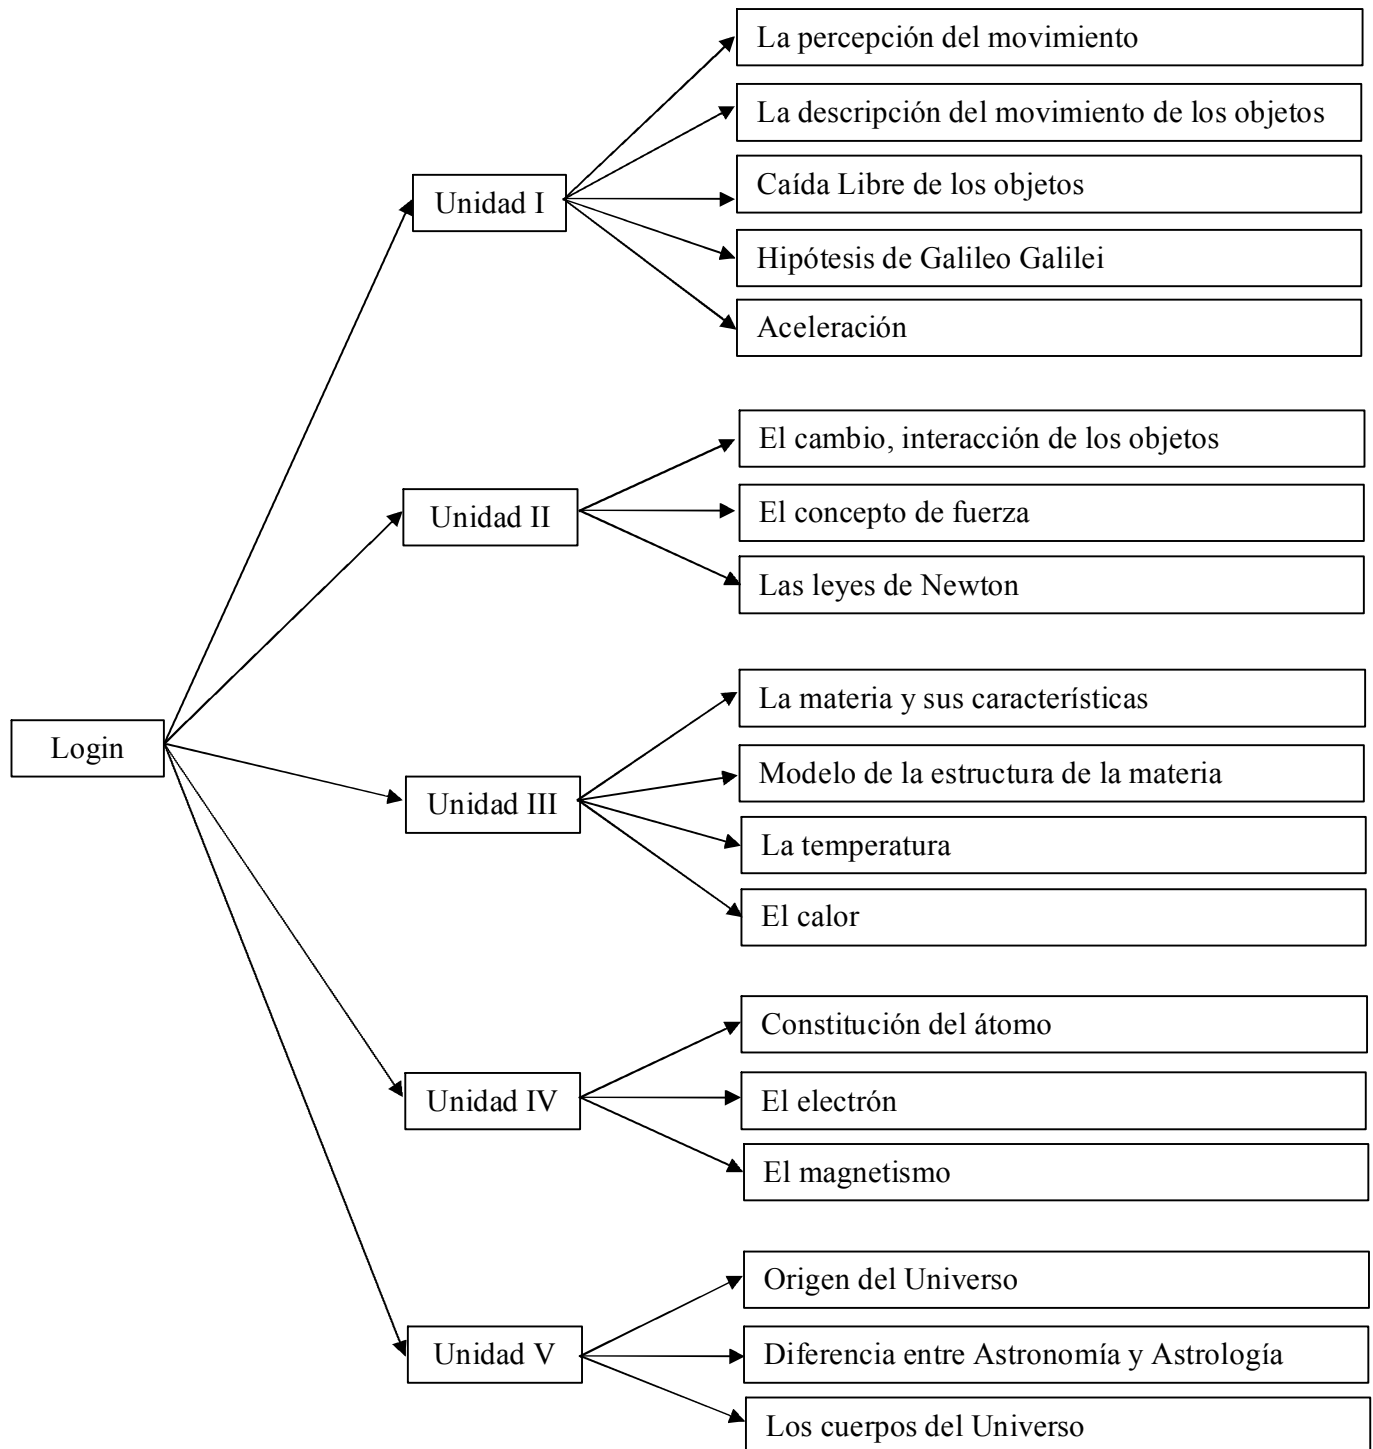 Login
Unidad I
La percepción del movimiento
La descripción del movimiento de los objetos
Caída Libre de los objetos
Hipótesis de Galileo Galilei
Aceleración
Unidad II
El cambio, interacción de los objetos
El concepto de fuerza
Las leyes de Newton
Unidad III
La materia y sus característicasa
Modelo de la estructura de la materia
La temperatura
El calor
Unidad IV
Constitución del átomo
El electrón
El magnetismo
Unidad V
Origen del Universo
Diferencia entre Astronomía y Astrología
Los cuerpos del Universo